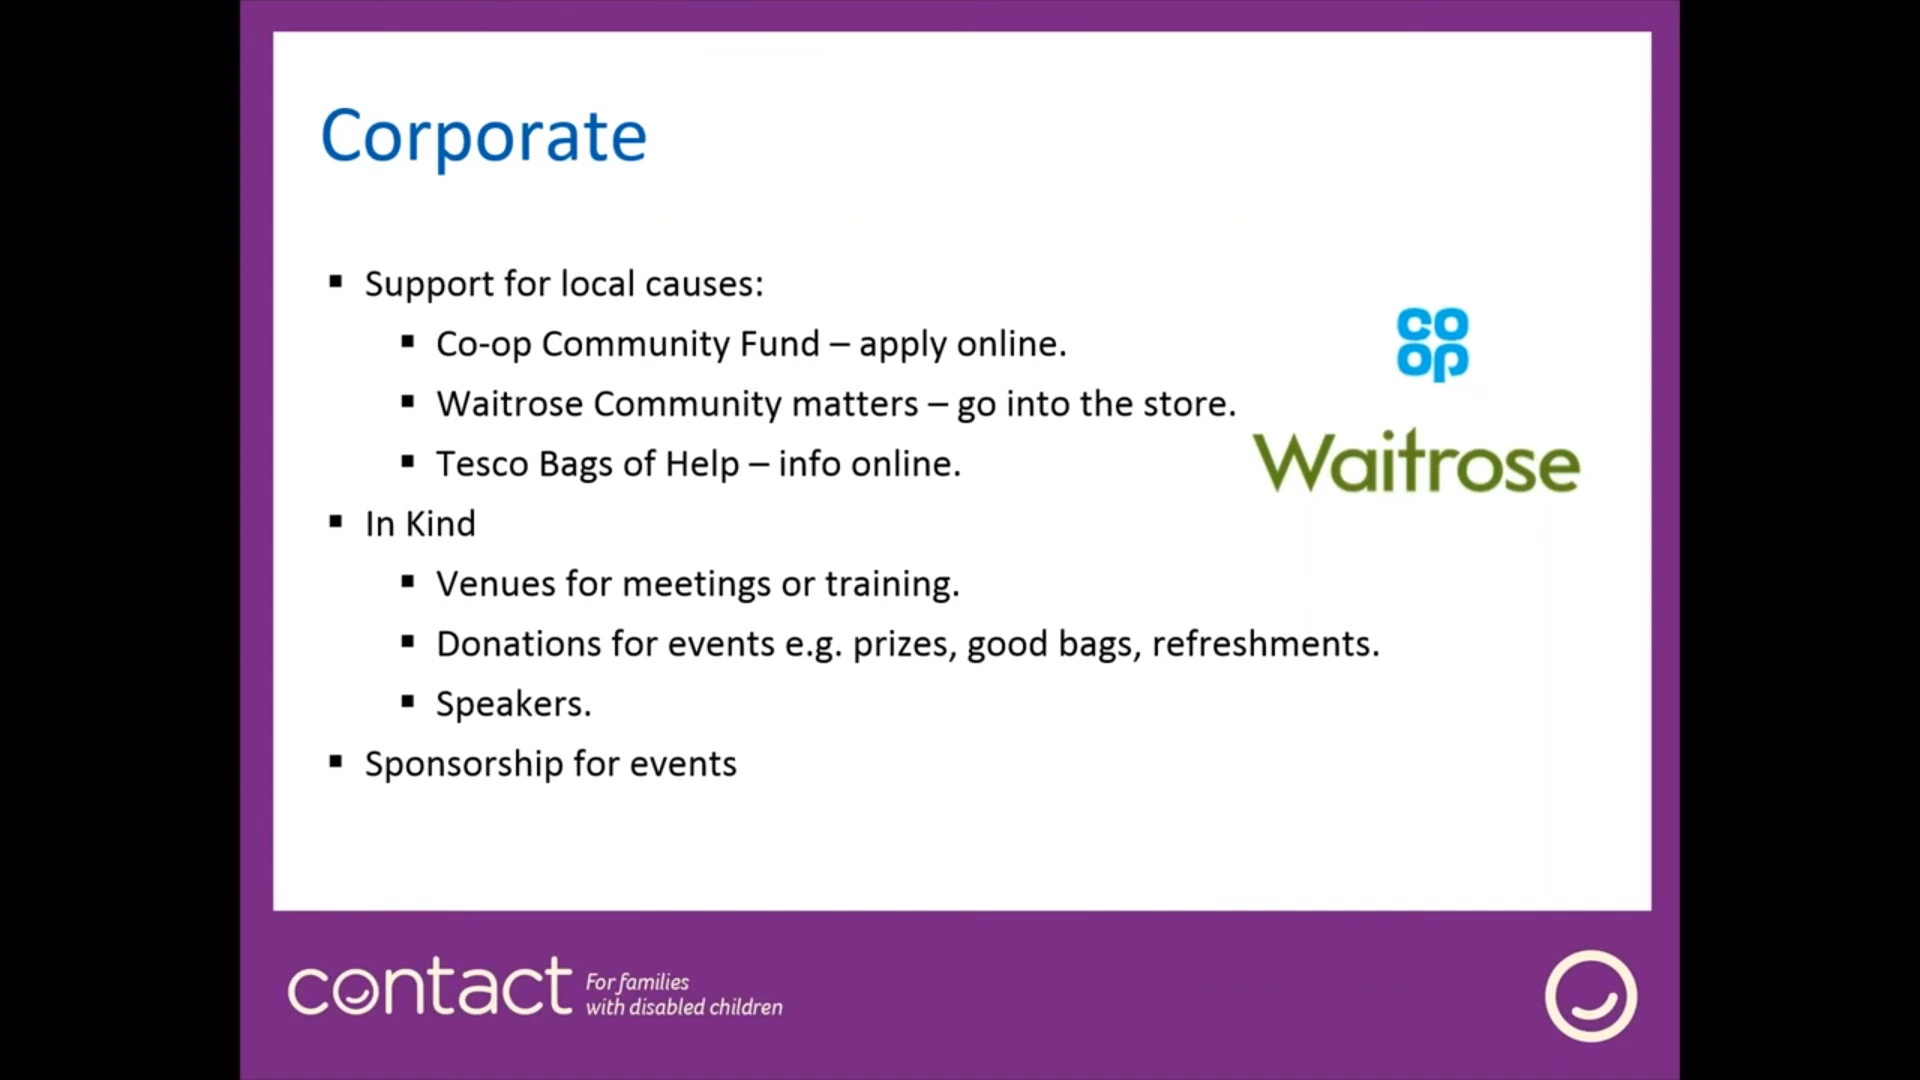 Corporate
▪ Support for local causes:
▪ Co-op Community Fund – apply online.
▪ Waitrose Community matters – go into the store.
▪ Tesco Bags of Help – info online.
▪ In Kind
▪ Venues for meetings or training.
▪ Donations for events e.g. prizes, good bags, refreshments.
▪ Speakers.
▪ Sponsorship for events
co
op
Waitrose
contact
For families
with disabled children